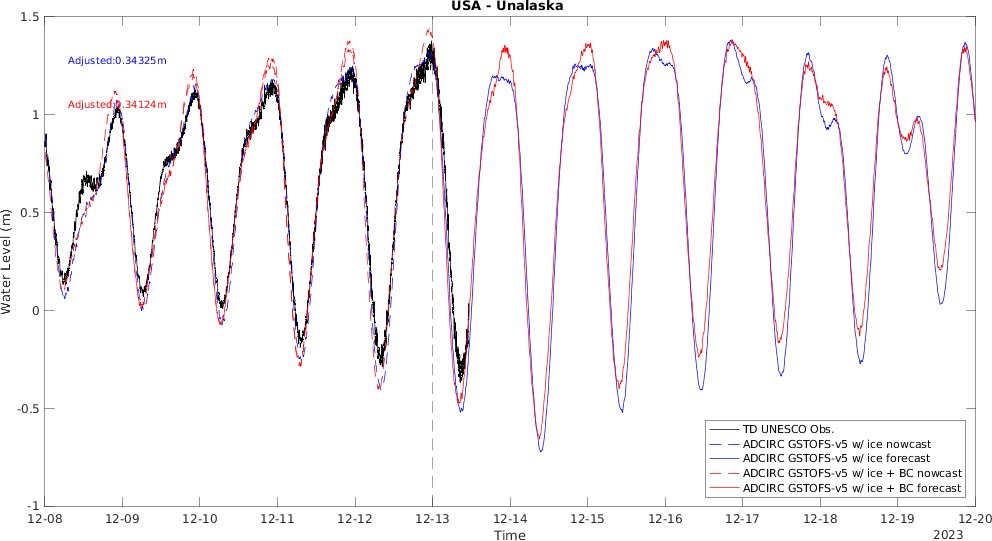 USA - Unalaska
1.5
1
0.5
0
-0.5
-1
Water Level (m)
Adjusted:0.34325m
Adjusted:0.34124m
TD UNESCO Obs.
ADCIRC GSTOFS-v5 w/ ice nowcast
ADCIRC GSTOFS-v5 w/ ice forecast
ADCIRC GSTOFS-v5 w/ ice + BC nowcast
ADCIRC GSTOFS-v5 w/ ice + BC forecast
12-08 12-09 12-10 12-11 12-12 12-13 12-14 12-15 12-16 12-17 12-18 12-19 12-20
Time
2023